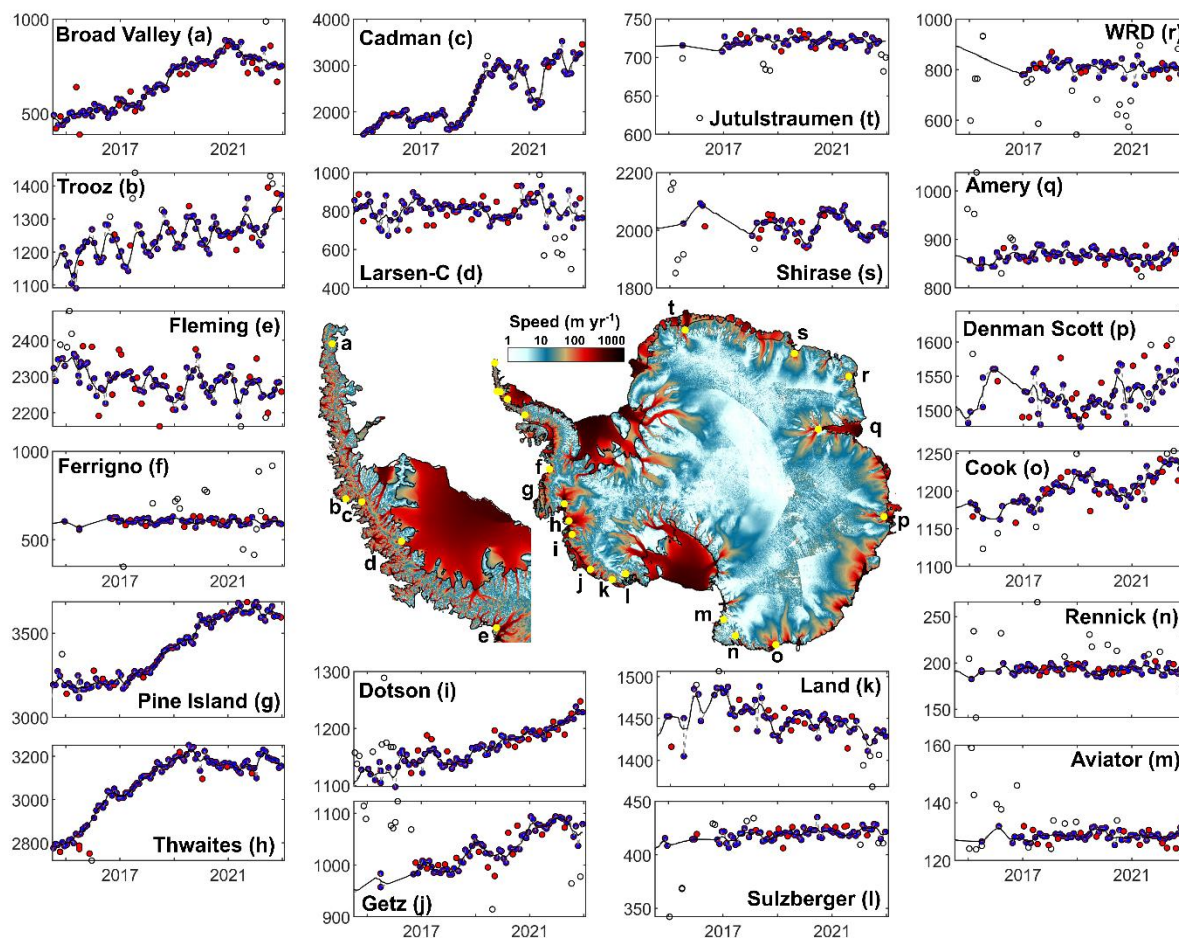 Broad Valley (a)
1000
500
2017
2021
Cadman (c)
4000
3000
2000
2017
2021
Jutulstraumen (t)
750
700
650
600
2017
2021
WRD (r)
1000
800
600
2017
2021
Trooz (b)
1400
1300
1200
1100
Larsen-C (d)
1000
800
600
400
Shirase (s)
2200
2000
1800
Amery (q)
1000
900
800
Fleming (e)
2400
2300
2200
Speed (m yr⁻¹)
1 10 100 1000
Denman Scott (p)
1600
1550
1500
Ferrigno (f)
1000
500
2017
2021
Cook (o)
1250
1200
1150
1100
2017
2021
a
b
c
d
e
t
s
r
q
p
o
n
m
l
k
j
i
h
g
f
Pine Island (g)
3500
3000
Rennick (n)
250
200
150
Thwaites (h)
3200
3000
2800
2017
2021
Dotson (i)
1300
1200
1100
Land (k)
1500
1450
1400
Aviator (m)
160
140
120
2017
2021
Getz (j)
1100
1000
900
2017
2021
Sulzberger (l)
450
400
350
2017
2021